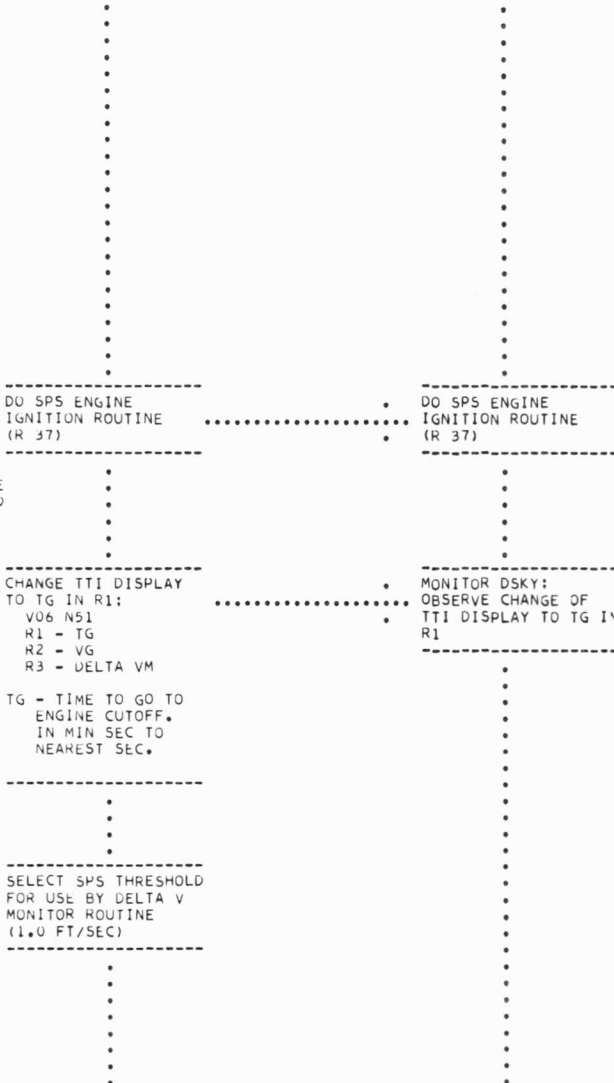 DO SPS ENGINE
IGNITION ROUTINE
(R 37)
DO SPS ENGINE
IGNITION ROUTINE
(R 37)
CHANGE TTI DISPLAY
TO TG IN R1:
V06 N51
R1 - TG
R2 - VG
R3 - DELTA VM
TG - TIME TO GO TO
ENGINE CUTOFF.
IN MIN SEC TO
NEAREST SEC.
MONITOR DSKY:
OBSERVE CHANGE OF
TTI DISPLAY TO TG IN
R1
SELECT SPS THRESHOLD
FOR USE BY DELTA V
MONITOR ROUTINE
(1.0 FT/SEC)